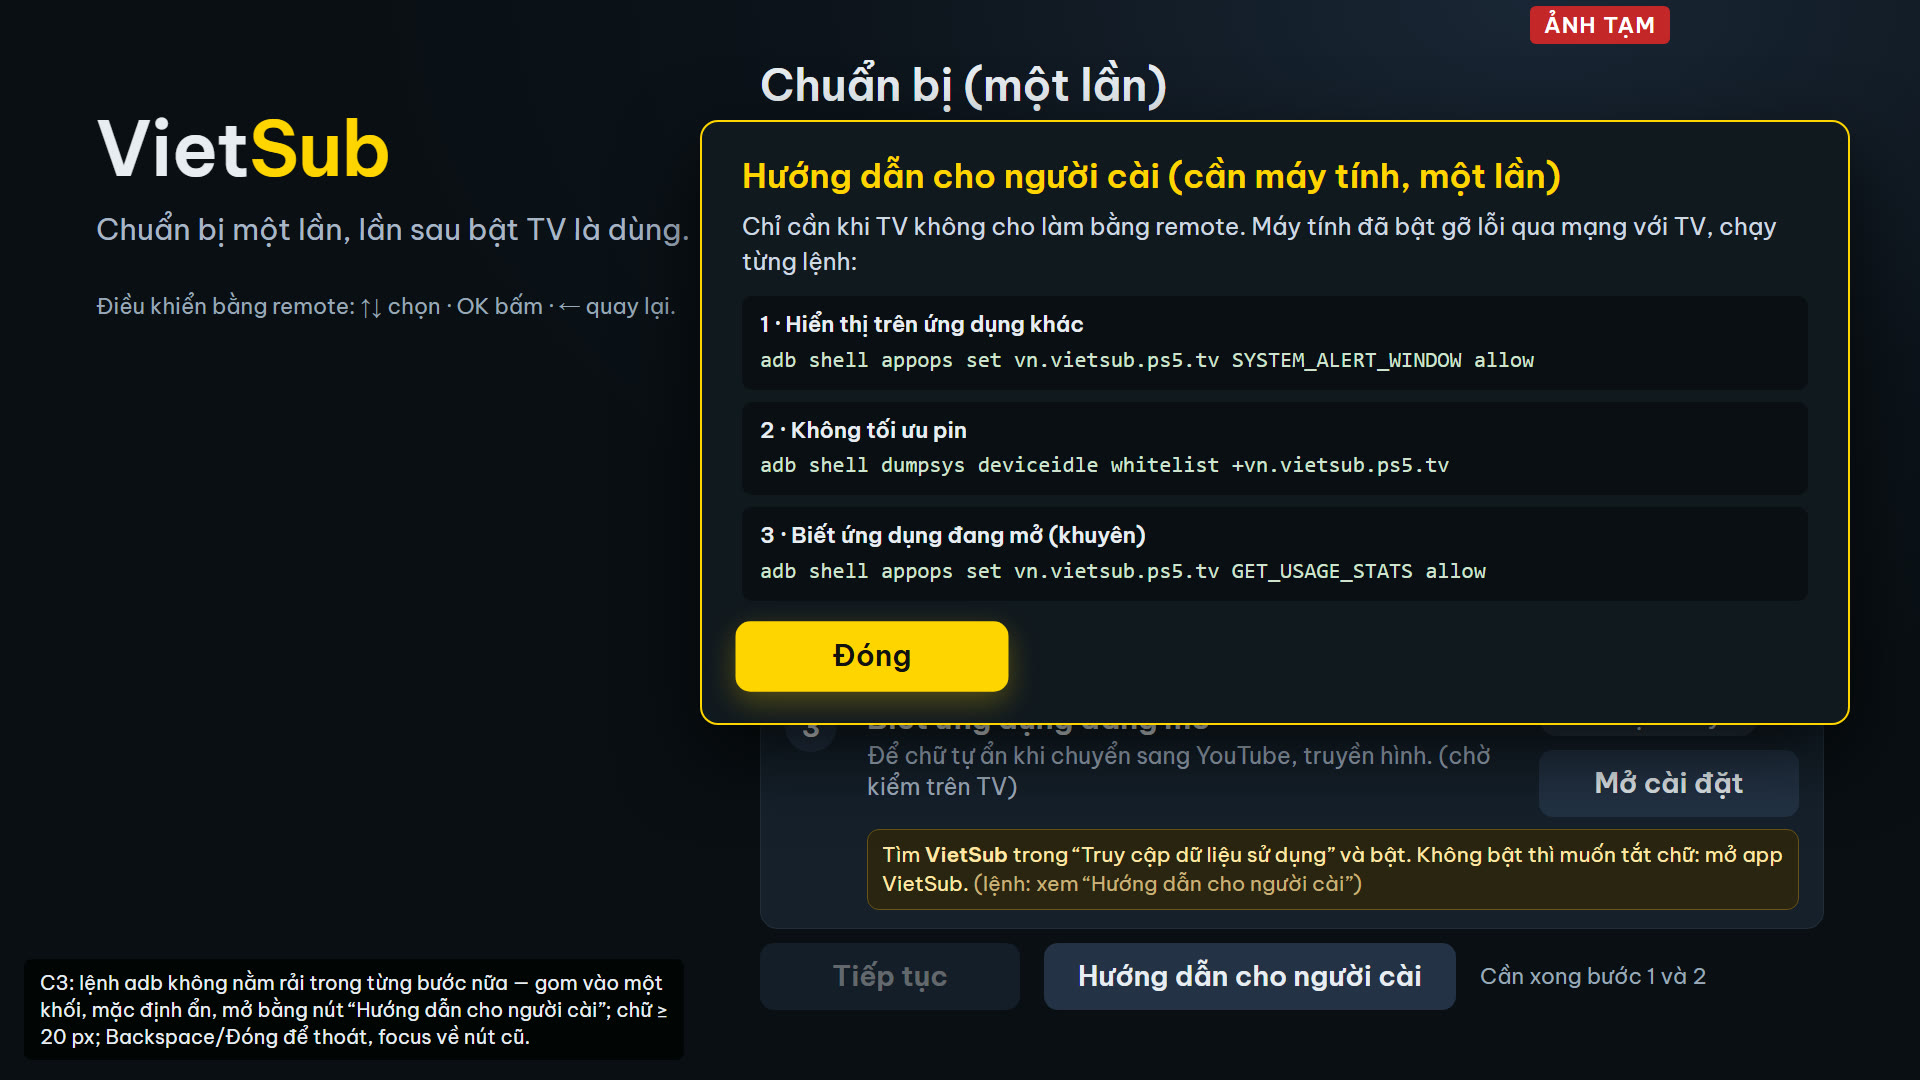 ẢNH TẠM
VietSub
Chuẩn bị một lần, lần sau bật TV là dùng.
Điều khiển bằng remote: ↑↓ chọn · OK bấm · ← quay lại.
Chuẩn bị (một lần)
Hướng dẫn cho người cài (cần máy tính, một lần)
Chỉ cần khi TV không cho làm bằng remote. Máy tính đã bật gỡ lỗi qua mạng với TV, chạy
từng lệnh:
1 · Hiển thị trên ứng dụng khác
adb shell appops set vn.vietsub.ps5.tv SYSTEM_ALERT_WINDOW allow
2 · Không tối ưu pin
adb shell dumpsys deviceidle whitelist +vn.vietsub.ps5.tv
3 · Biết ứng dụng đang mở (khuyên)
adb shell appops set vn.vietsub.ps5.tv GET_USAGE_STATS allow
Đóng
3
Để chữ tự ẩn khi chuyển sang YouTube, truyền hình. (chờ
kiểm trên TV)
Mở cài đặt
Tìm VietSub trong “Truy cập dữ liệu sử dụng” và bật. Không bật thì muốn tắt chữ: mở app
VietSub. (lệnh: xem “Hướng dẫn cho người cài”)
Tiếp tục
Hướng dẫn cho người cài
Cần xong bước 1 và 2
C3: lệnh adb không nằm rải trong từng bước nữa — gom vào một
khối, mặc định ẩn, mở bằng nút “Hướng dẫn cho người cài”; chữ ≥
20 px; Backspace/Đóng để thoát, focus về nút cũ.